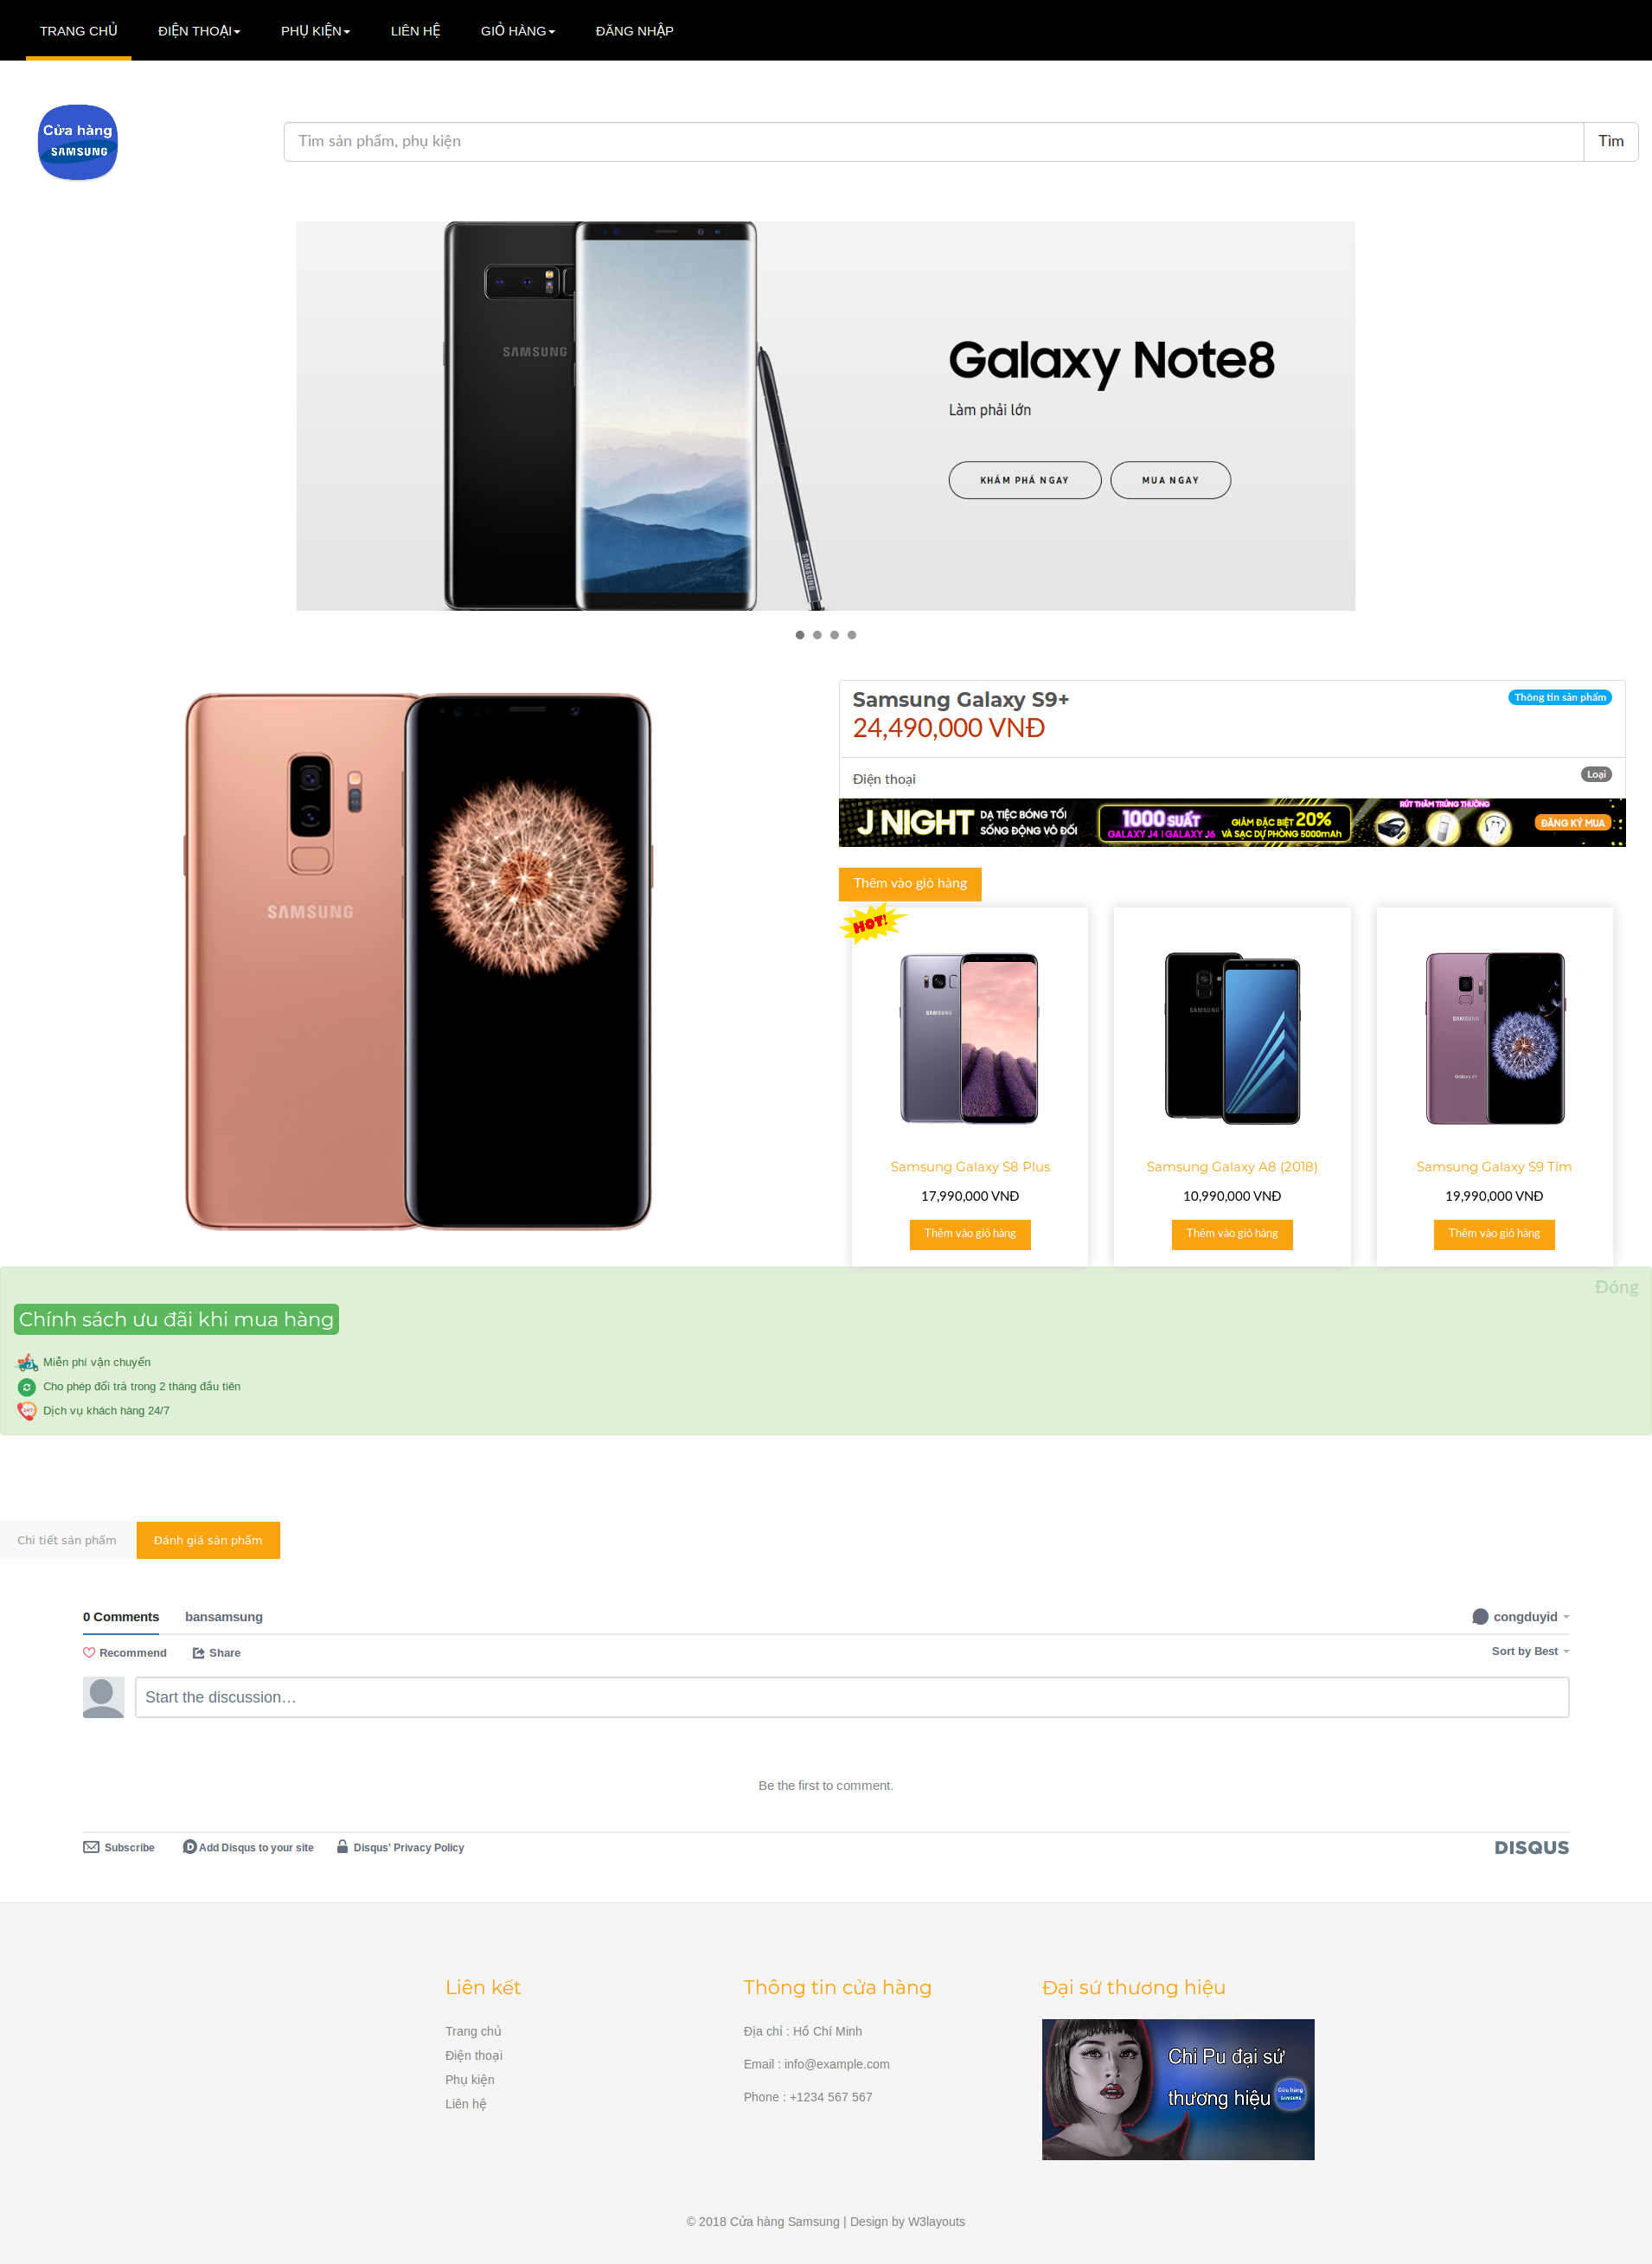 TRANG CHỦ ĐIỆN THOẠI PHỤ KIỆN LIÊN HỆ GIỎ HÀNG ĐĂNG NHẬP
Cửa hàng
SAMSUNG
Tìm sản phẩm, phụ kiện Tìm
SAMSUNG
Galaxy Note8
Làm phải lớn
KHÁM PHÁ NGAY MUA NGAY
SAMSUNG
SAMSUNG
Samsung Galaxy S9+ Thông tin sản phẩm
24,490,000 VNĐ
Điện thoại Loại
J NIGHT DẠ TIỆC BÓNG TỐI
SỐNG ĐỘNG VÔ ĐỐI
1000 SUẤT
GALAXY J4 | GALAXY J6
GIẢM ĐẶC BIỆT 20%
VÀ SẠC DỰ PHÒNG 5000mAh
RÚT THĂM TRÚNG THƯỞNG
ĐĂNG KÝ MUA
Thêm vào giỏ hàng
HOT!
SAMSUNG
SAMSUNG
SAMSUNG
Galaxy S9
Samsung Galaxy S8 Plus Samsung Galaxy A8 (2018) Samsung Galaxy S9 Tím
17,990,000 VNĐ 10,990,000 VNĐ 19,990,000 VNĐ
Thêm vào giỏ hàng Thêm vào giỏ hàng Thêm vào giỏ hàng
Đóng
Chính sách ưu đãi khi mua hàng
Miễn phí vận chuyển
Cho phép đổi trả trong 2 tháng đầu tiên
Dịch vụ khách hàng 24/7
Chi tiết sản phẩm Đánh giá sản phẩm
0 Comments bansamsung congduyid
Recommend Share Sort by Best
Start the discussion…
Be the first to comment.
Subscribe Add Disqus to your site Disqus' Privacy Policy DISQUS
Liên kết
Trang chủ
Điện thoại
Phụ kiện
Liên hệ
Thông tin cửa hàng
Địa chỉ : Hồ Chí Minh
Email : info@example.com
Phone : +1234 567 567
Đại sứ thương hiệu
Chi Pu đại sứ
thương hiệu
Cửa hàng
SAMSUNG
© 2018 Cửa hàng Samsung | Design by W3layouts